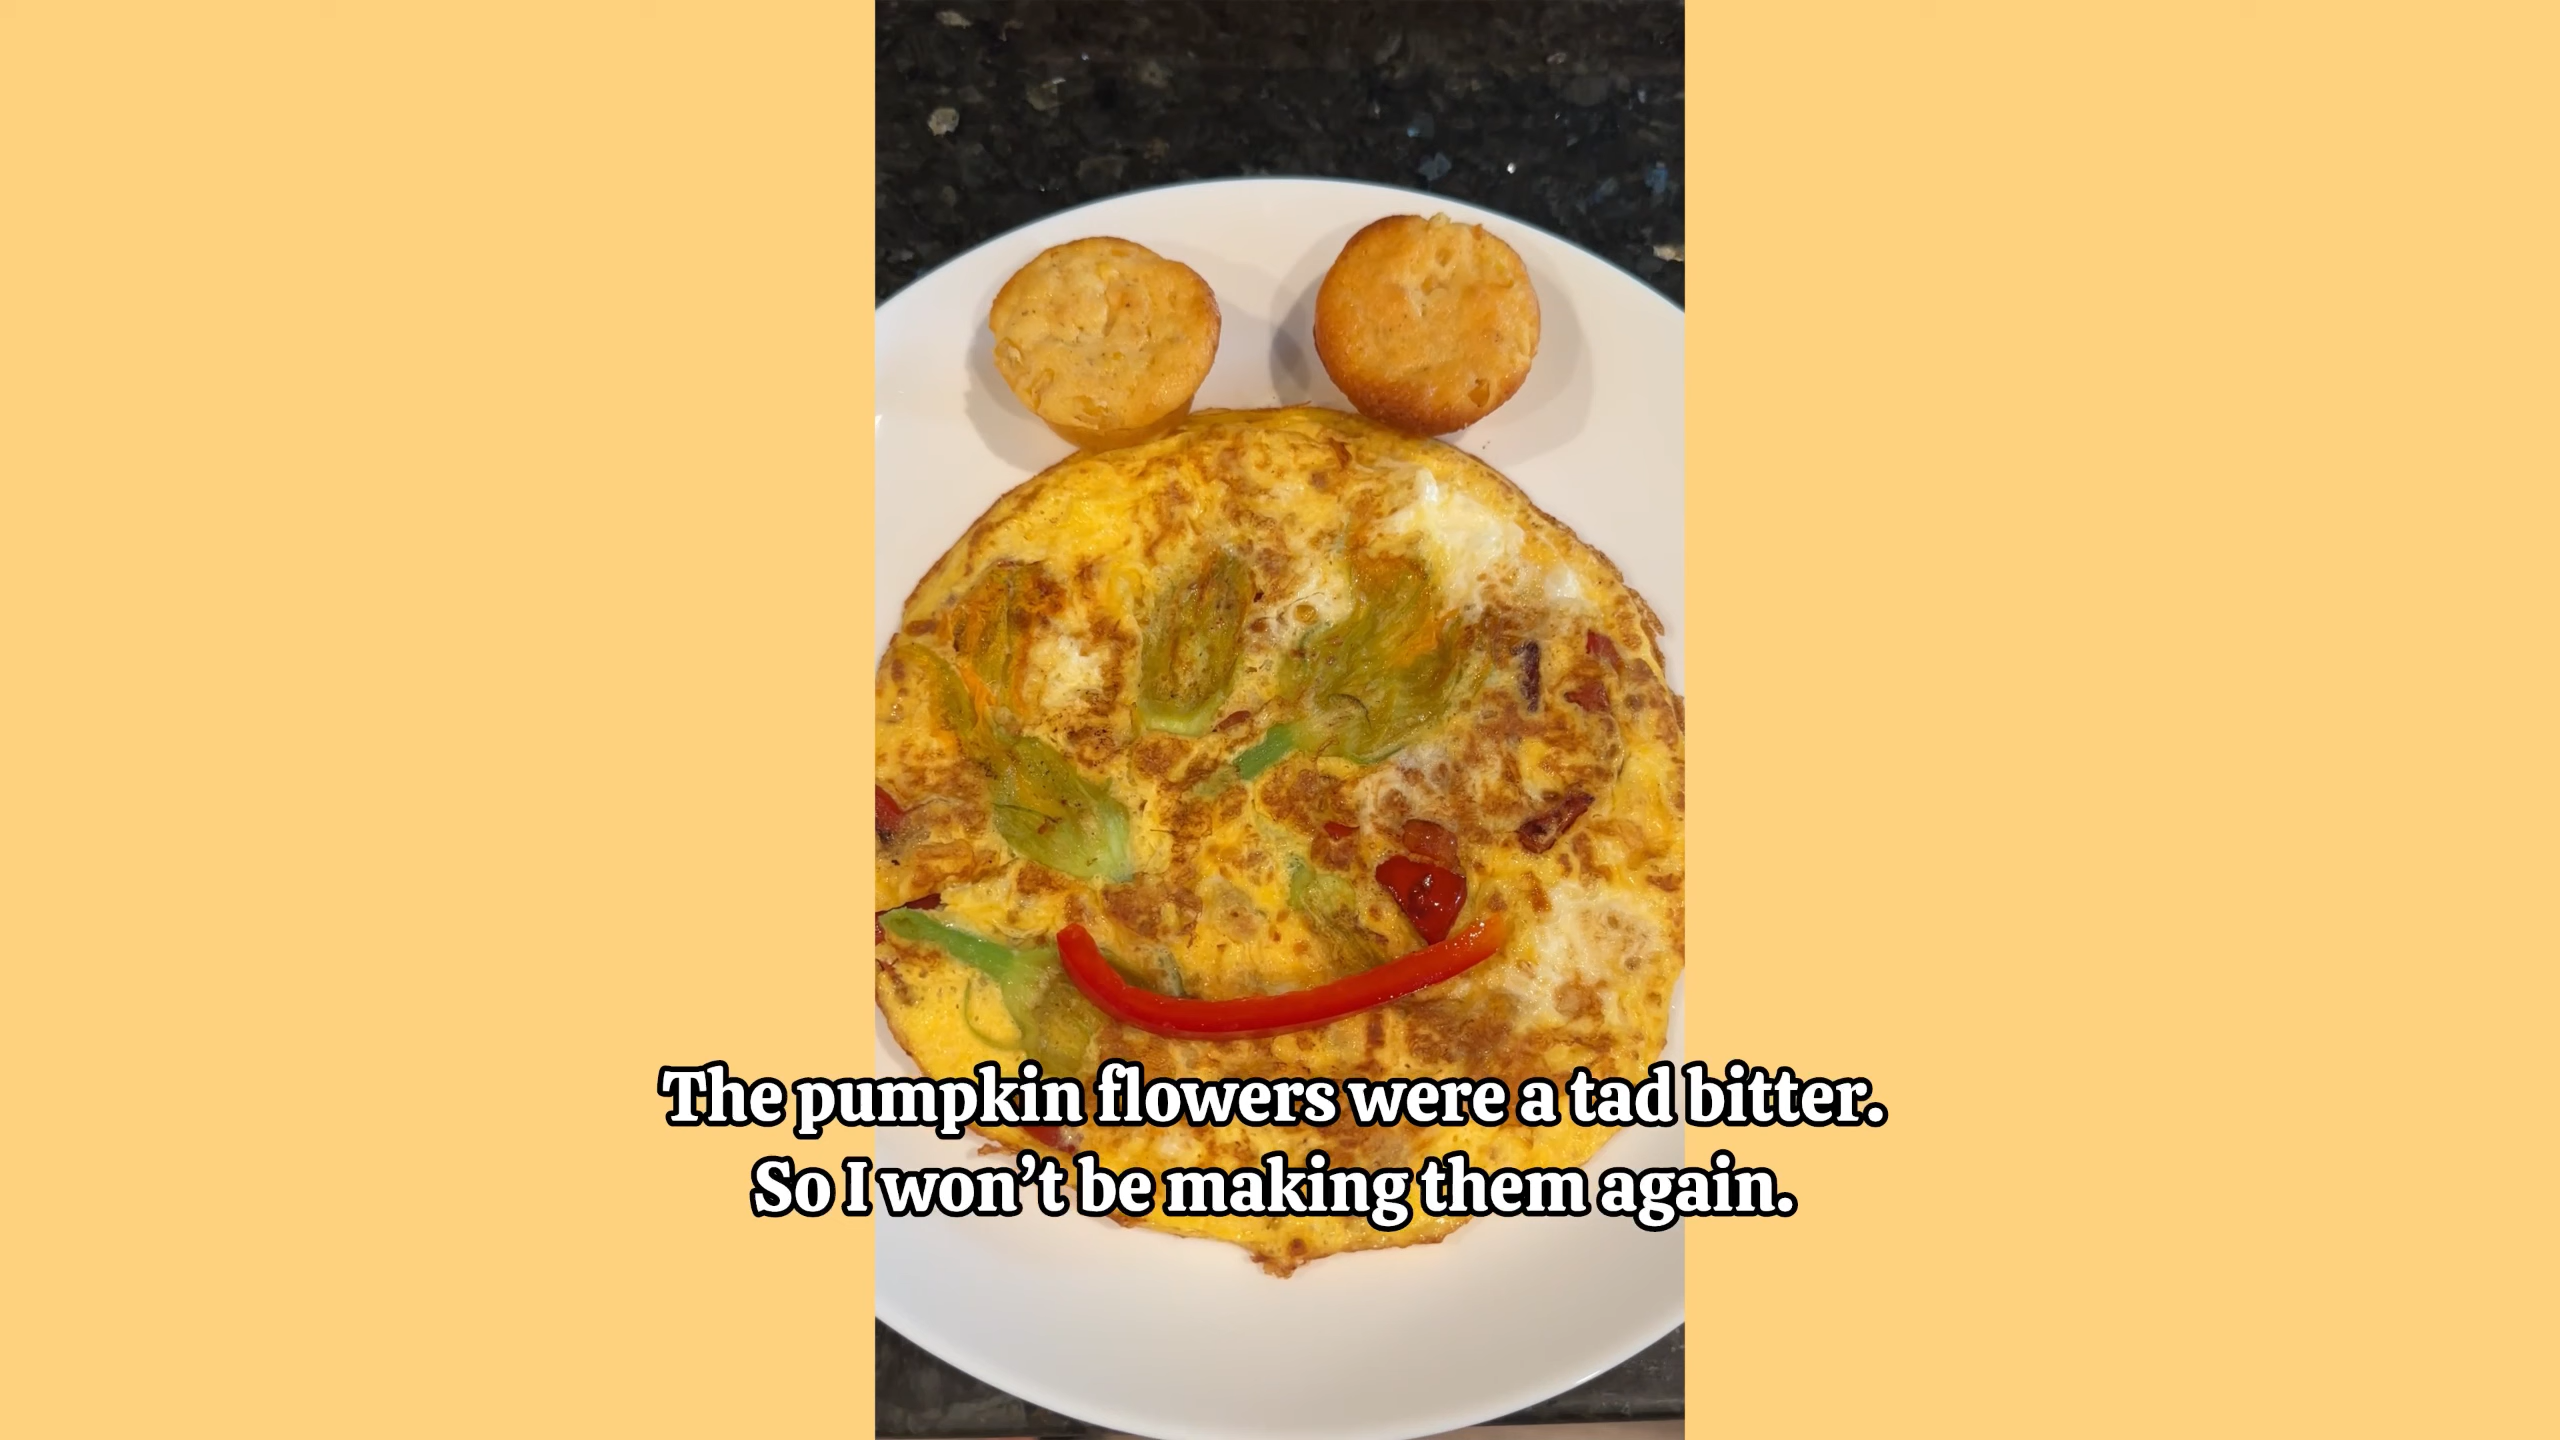 The pumpkin flowers were a tad bitter.
So I won’t be making them again.